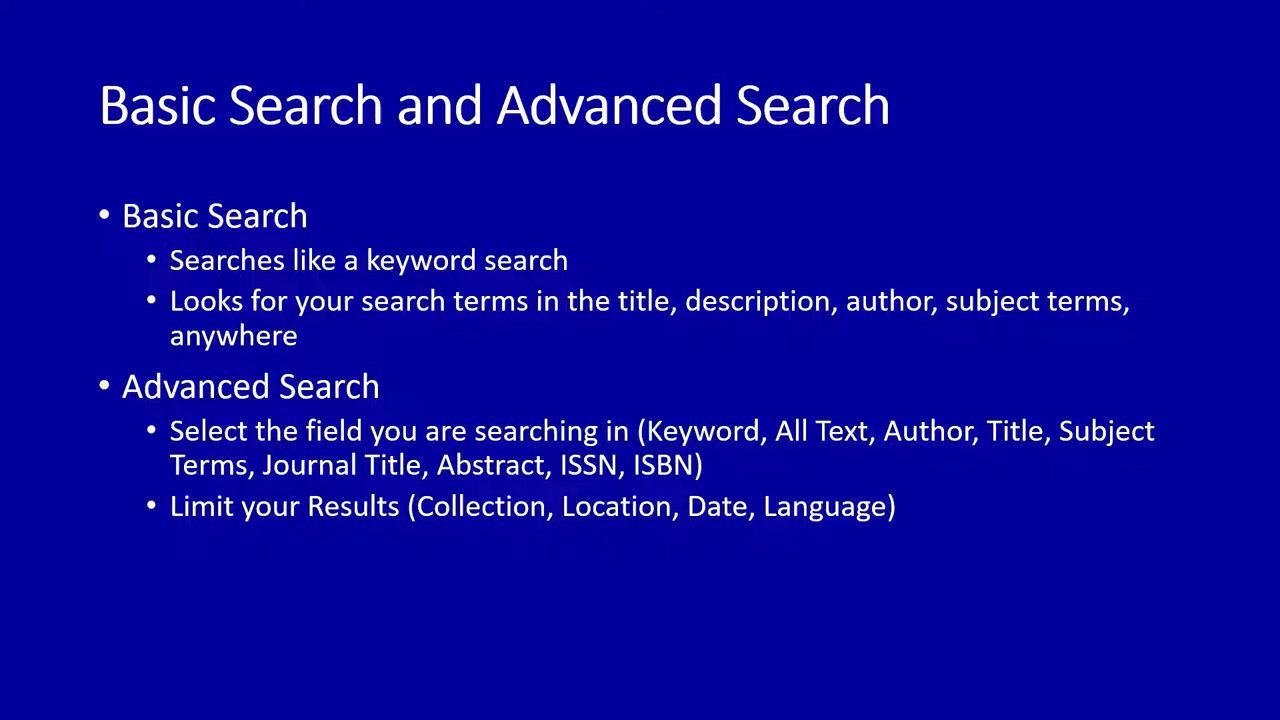 Basic Search and Advanced Search
• Basic Search
• Searches like a keyword search
• Looks for your search terms in the title, description, author, subject terms,
anywhere
• Advanced Search
• Select the field you are searching in (Keyword, All Text, Author, Title, Subject
Terms, Journal Title, Abstract, ISSN, ISBN)
• Limit your Results (Collection, Location, Date, Language)